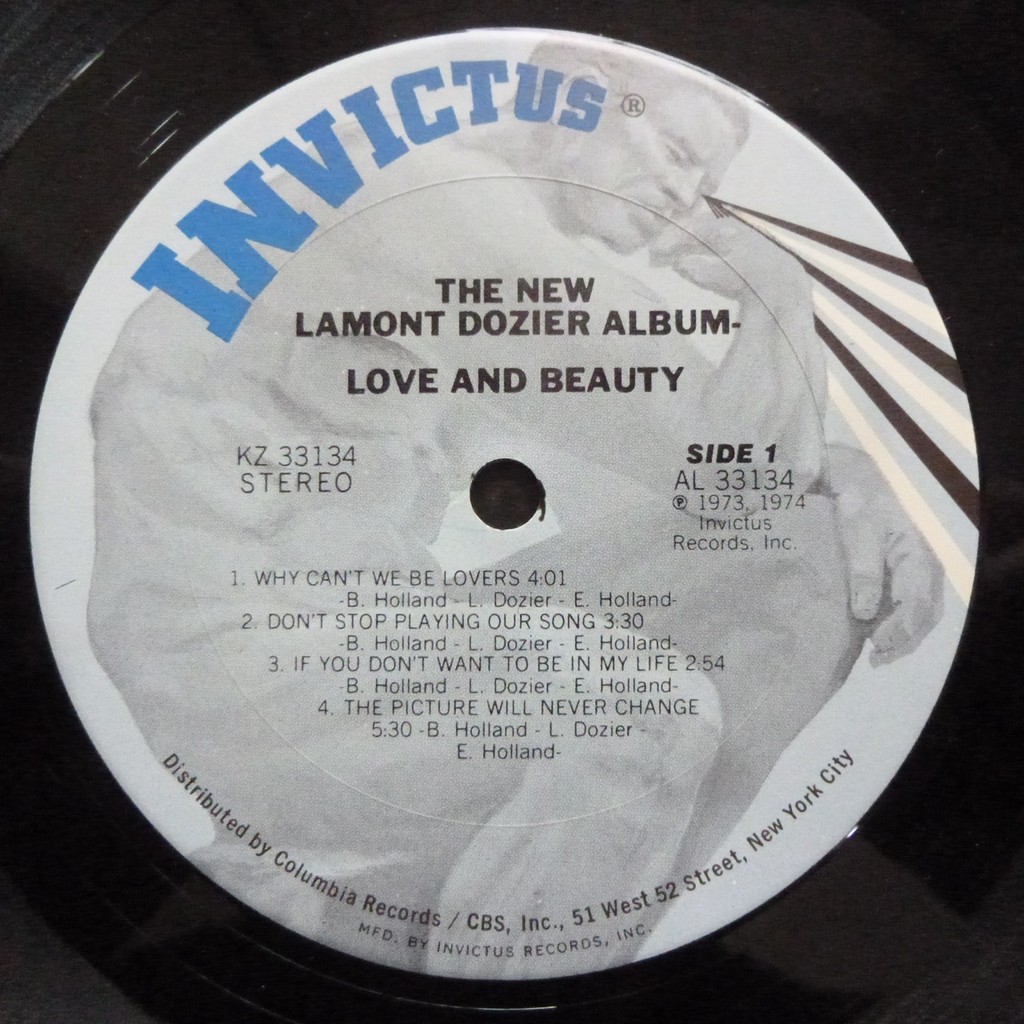 INVICTUS ®
THE NEW
LAMONT DOZIER ALBUM-
LOVE AND BEAUTY
KZ 33134
STEREO
SIDE 1
AL 33134
℗ 1973, 1974
Invictus
Records, Inc.
1. WHY CAN'T WE BE LOVERS 4:01
-B. Holland - L. Dozier - E. Holland-
2. DON'T STOP PLAYING OUR SONG 3:30
-B. Holland - L. Dozier - E. Holland-
3. IF YOU DON'T WANT TO BE IN MY LIFE 2:54
-B. Holland - L. Dozier - E. Holland-
4. THE PICTURE WILL NEVER CHANGE
5:30 -B. Holland - L. Dozier -
E. Holland-
Distributed by Columbia Records / CBS, Inc., 51 West 52 Street, New York City
MFD. BY INVICTUS RECORDS, INC.